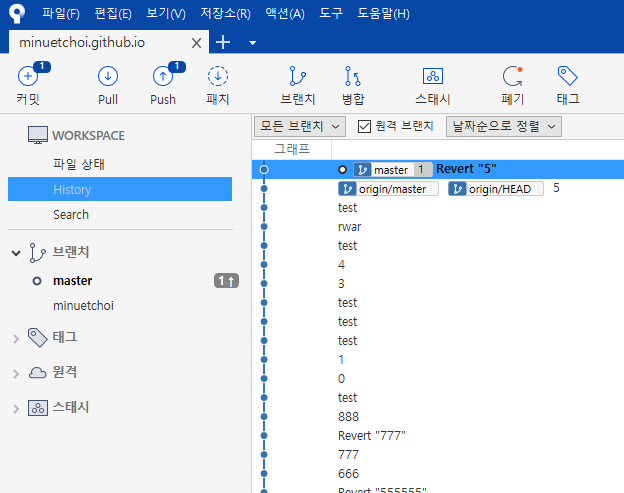 파일(F) 편집(E) 보기(V) 저장소(R) 액션(A) 도구 도움말(H)
minuetchoi.github.io
1 1
커밋 Pull Push 패치 브랜치 병합 스태시 폐기 태그
WORKSPACE
파일 상태
History
Search
브랜치
master 1↑
minuetchoi
태그
원격
스태시
모든 브랜치 원격 브랜치 날짜순으로 정렬
그래프
master 1 Revert "5"
origin/master origin/HEAD 5
test
rwar
test
4
3
test
test
test
1
0
test
888
Revert "777"
777
666
Revert "555555"